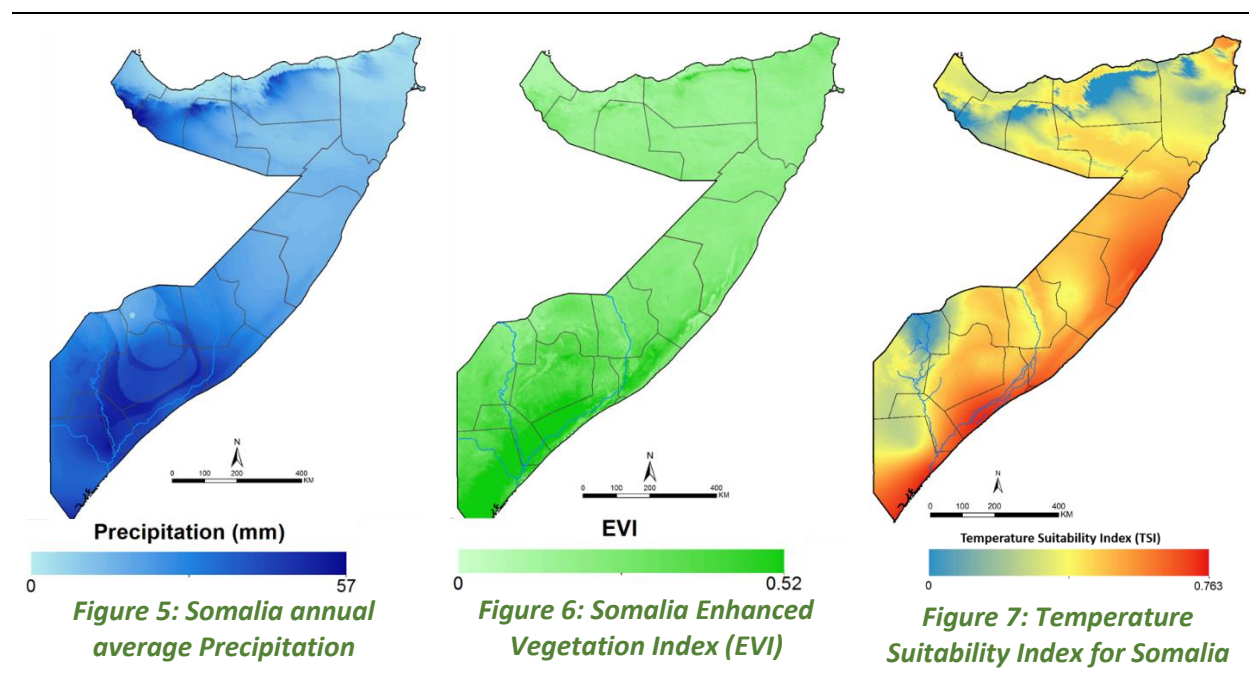 N
0 100 200 400
KM
Precipitation (mm)
0 57
Figure 5: Somalia annual
average Precipitation
N
0 100 200 400
KM
EVI
0 0.52
Figure 6: Somalia Enhanced
Vegetation Index (EVI)
N
0 100 200 400
KM
Temperature Suitability Index (TSI)
0 0.763
Figure 7: Temperature
Suitability Index for Somalia